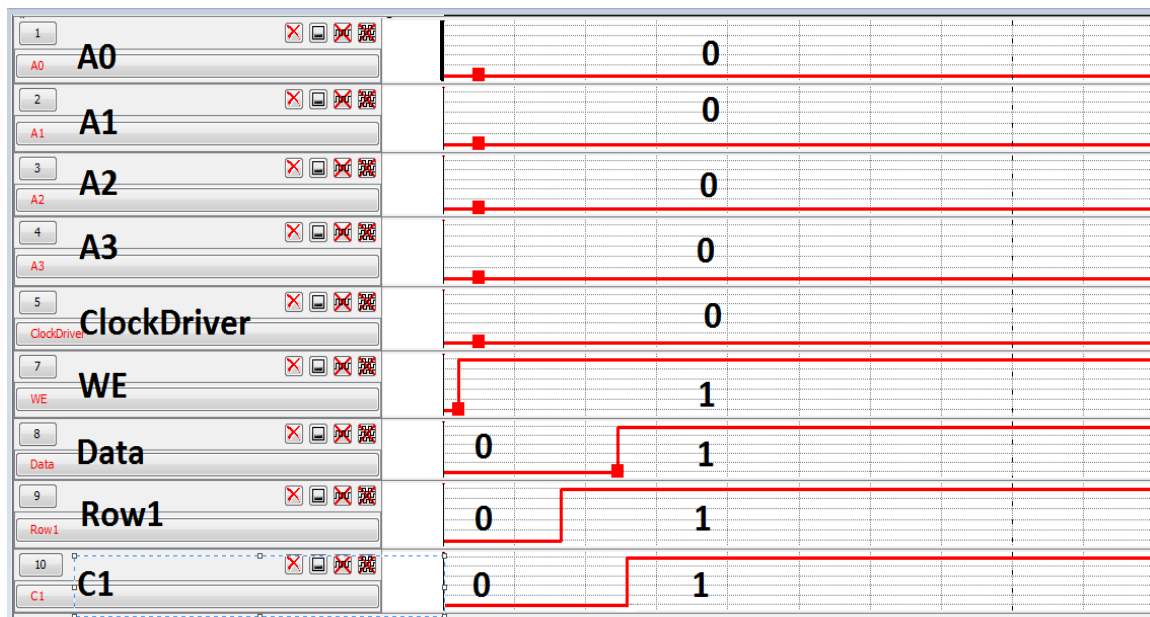 1
A0 A0 0
2
A1 A1 0
3
A2 A2 0
4
A3 A3 0
5
ClockDriver ClockDriver 0
7
WE WE 1
8
Data Data 0 1
9
Row1 Row1 0 1
10
C1 C1 0 1